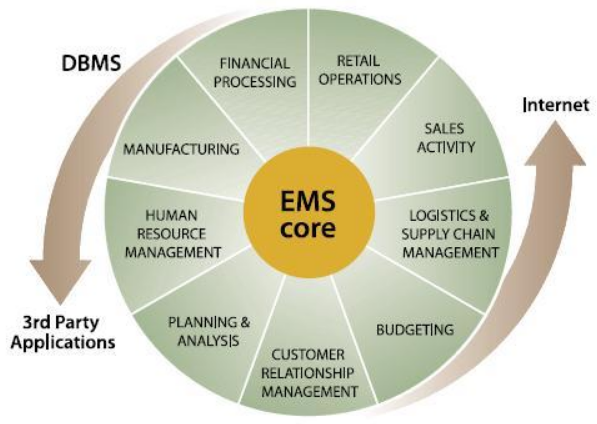 DBMS
FINANCIAL
PROCESSING
RETAIL
OPERATIONS
Internet
SALES
ACTIVITY
MANUFACTURING
EMS
core
HUMAN
RESOURCE
MANAGEMENT
LOGISTICS &
SUPPLY CHAIN
MANAGEMENT
3rd Party
Applications
PLANNING &
ANALYSIS
BUDGETING
CUSTOMER
RELATIONSHIP
MANAGEMENT